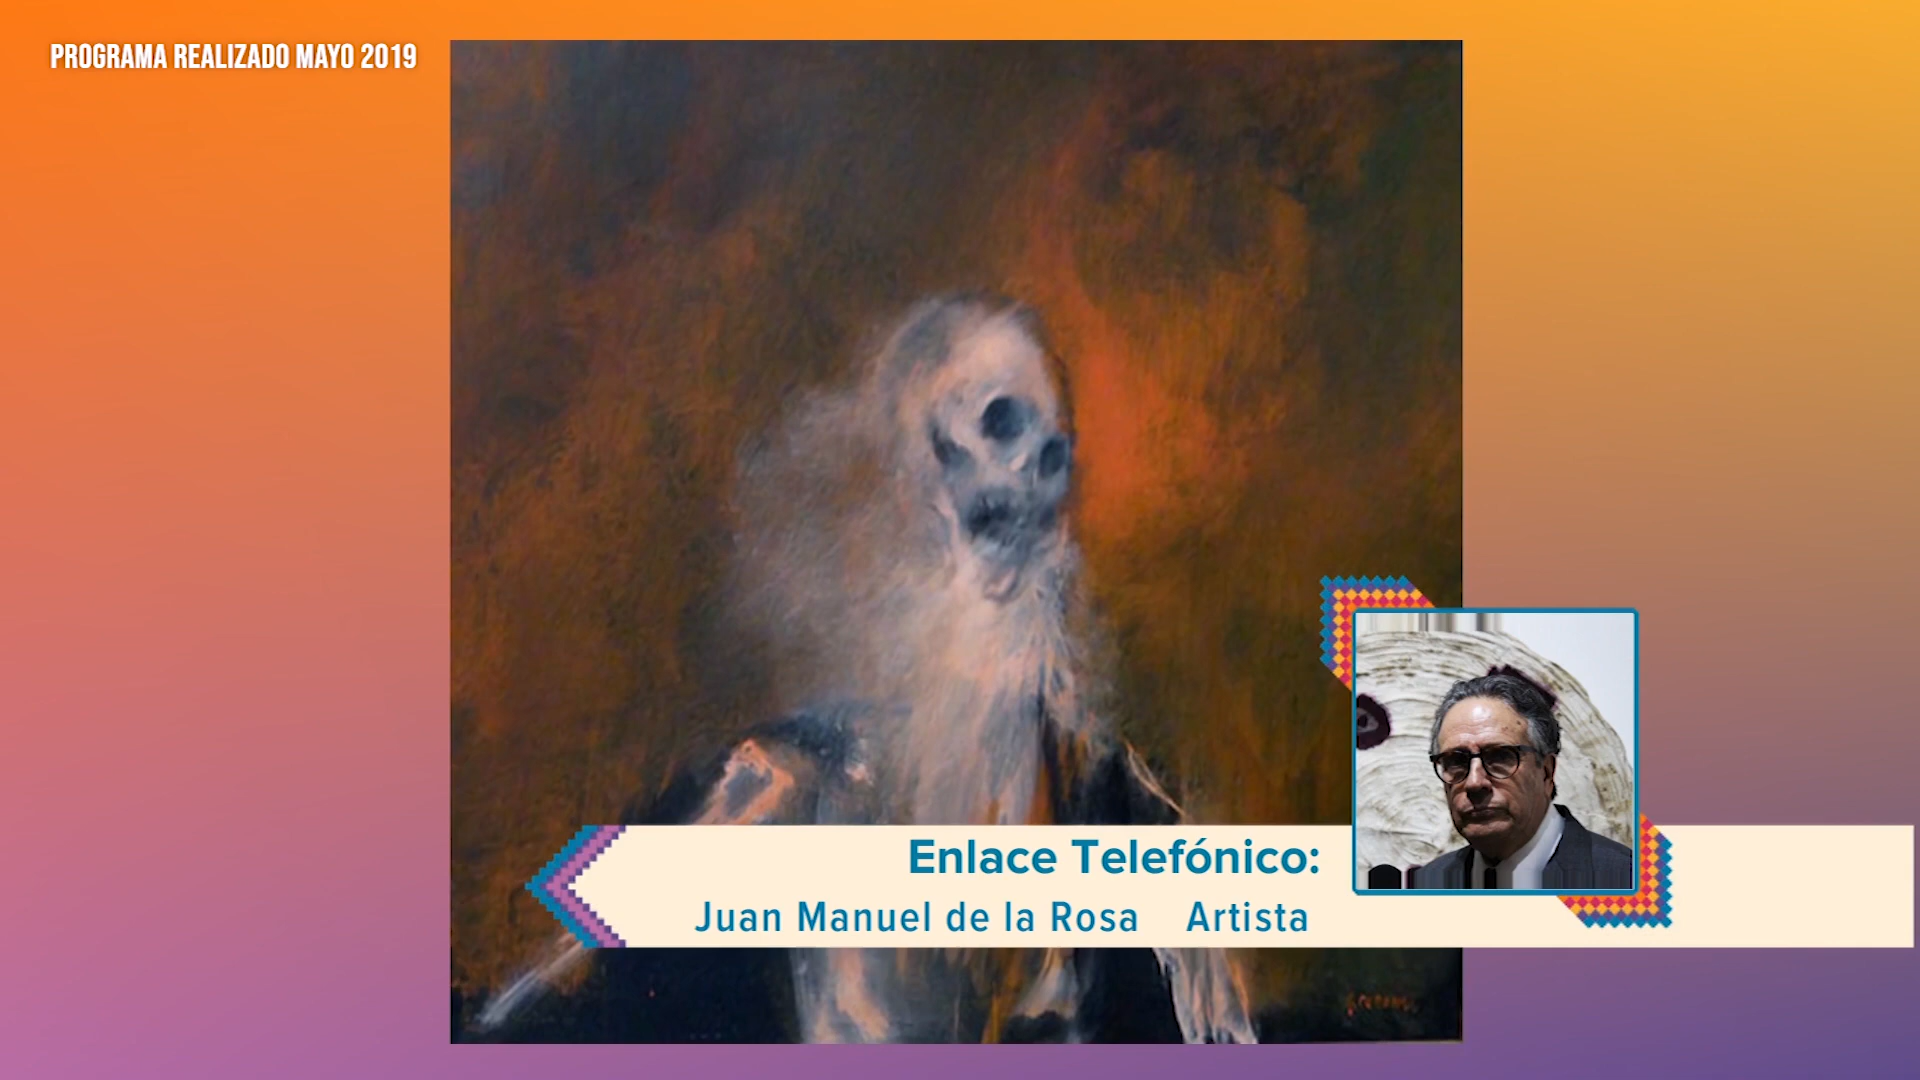 PROGRAMA REALIZADO MAYO 2019
Enlace Telefónico:
Juan Manuel de la Rosa Artista